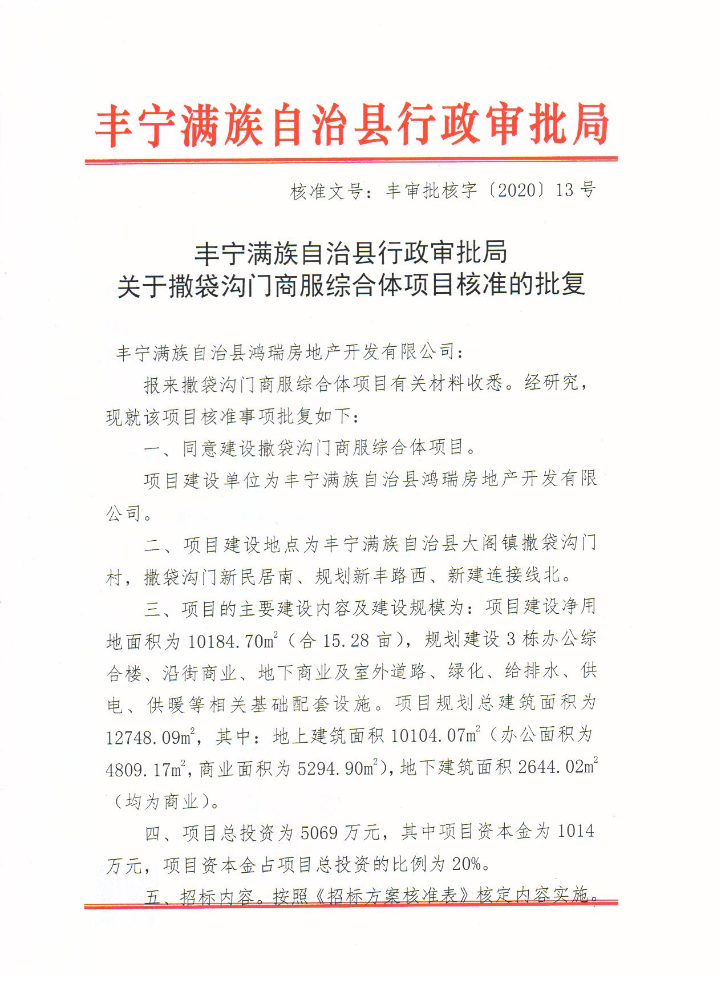 丰宁满族自治县行政审批局
核准文号：丰审批核字〔2020〕13号
丰宁满族自治县行政审批局
关于撒袋沟门商服综合体项目核准的批复
丰宁满族自治县鸿瑞房地产开发有限公司：
报来撒袋沟门商服综合体项目有关材料收悉。经研究，
现就该项目核准事项批复如下：
一、同意建设撒袋沟门商服综合体项目。
项目建设单位为丰宁满族自治县鸿瑞房地产开发有限
公司。
二、项目建设地点为丰宁满族自治县大阁镇撒袋沟门
村，撒袋沟门新民居南、规划新丰路西、新建连接线北。
三、项目的主要建设内容及建设规模为：项目建设净用
地面积为10184.70m²（合15.28亩），规划建设3栋办公综
合楼、沿街商业、地下商业及室外道路、绿化、给排水、供
电、供暖等相关基础配套设施。项目规划总建筑面积为
12748.09m²，其中：地上建筑面积10104.07m²（办公面积为
4809.17m²,商业面积为5294.90m²），地下建筑面积2644.02m²
（均为商业）。
四、项目总投资为5069万元，其中项目资本金为1014
万元，项目资本金占项目总投资的比例为20%。
五、招标内容。按照《招标方案核准表》核定内容实施。